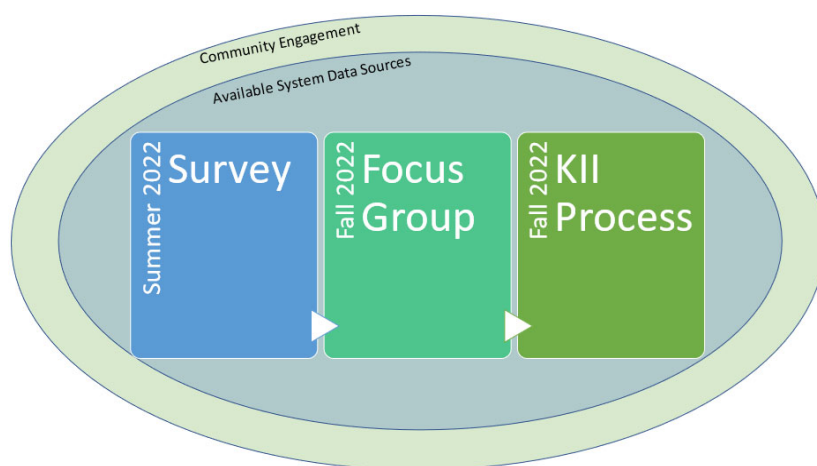 Community Engagement
Available System Data Sources
Summer 2022
Survey
Fall 2022
Focus
Group
Fall 2022
KII
Process